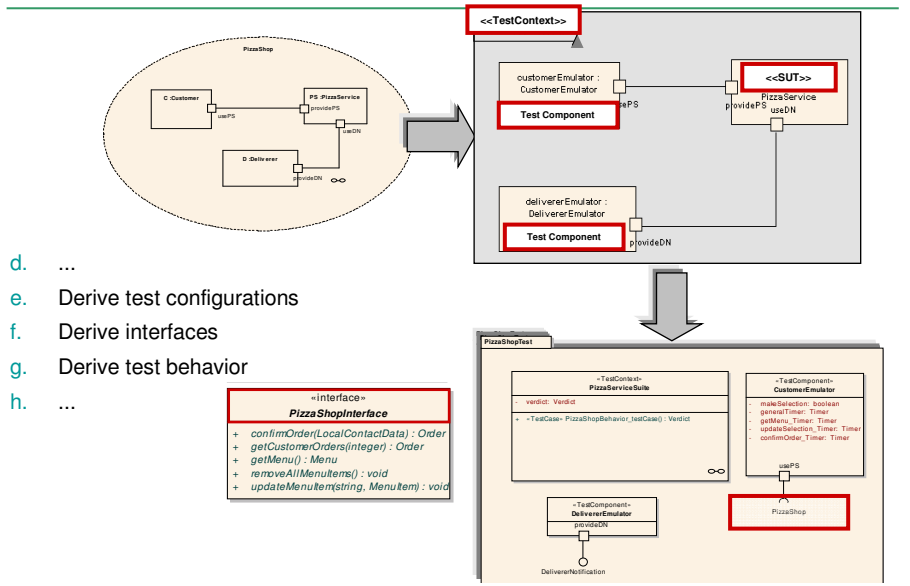 PizzaShop
C :Customer
usePS
PS :PizzaService
providePS
useDN
D :Deliverer
provideDN
<<TestContext>>
customerEmulator :
CustomerEmulator
Test Component
usePS
<<SUT>>
PizzaService
providePS
useDN
delivererEmulator :
DelivererEmulator
Test Component
provideDN
d. ...
e. Derive test configurations
f. Derive interfaces
g. Derive test behavior
h. ...
«interface»
PizzaShopInterface
+ confirmOrder(LocalContactData) : Order
+ getCustomerOrders(integer) : Order
+ getMenu() : Menu
+ removeAllMenuItems() : void
+ updateMenuItem(string, MenuItem) : void
PizzaShopTest
«TestContext»
PizzaServiceSuite
- verdict: Verdict
+ «TestCase» PizzaShopBehavior_testCase() : Verdict
«TestComponent»
CustomerEmulator
- makeSelection: boolean
- generalTimer: Timer
- getMenu_Timer: Timer
- updateSelection_Timer: Timer
- confirmOrder_Timer: Timer
usePS
PizzaShop
«TestComponent»
DelivererEmulator
provideDN
DelivererNotification